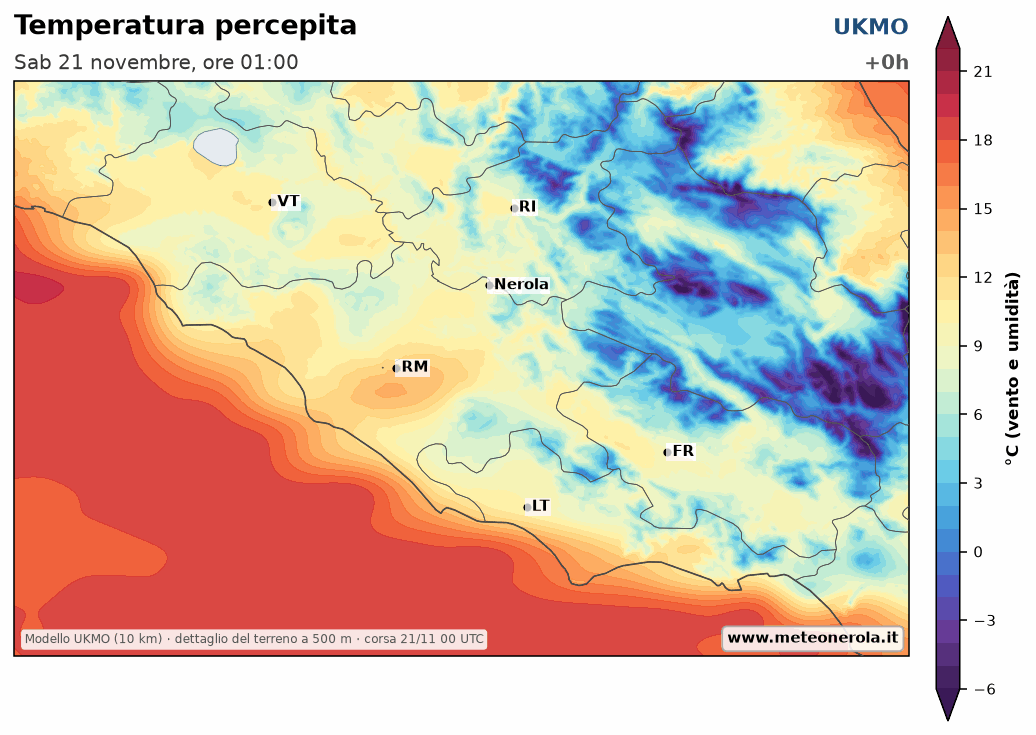 Temperatura percepita
UKMO
Sab 21 novembre, ore 01:00
+0h
VT
RI
Nerola
RM
FR
LT
21
18
15
12
9
6
3
0
−3
−6
°C (vento e umidità)
Modello UKMO (10 km) · dettaglio del terreno a 500 m · corsa 21/11 00 UTC
www.meteonerola.it